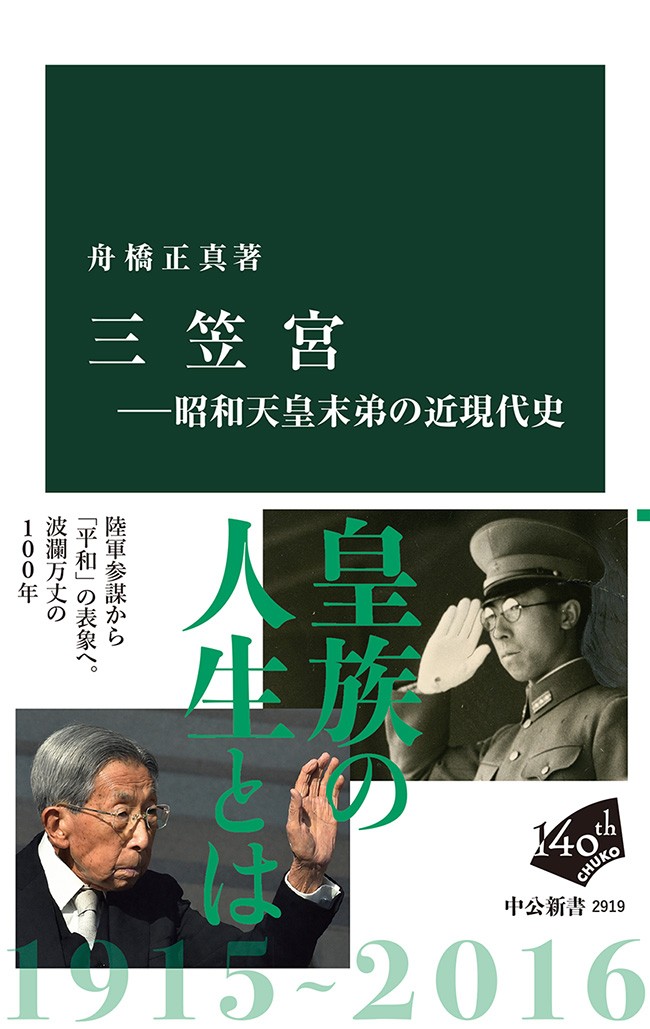 舟橋正真著
三笠宮
──昭和天皇末弟の近現代史
皇族の
人生とは
陸軍参謀から
「平和」の表象へ。
波瀾万丈の
100年
140th
CHUKO
中公新書 2919
1915~2016